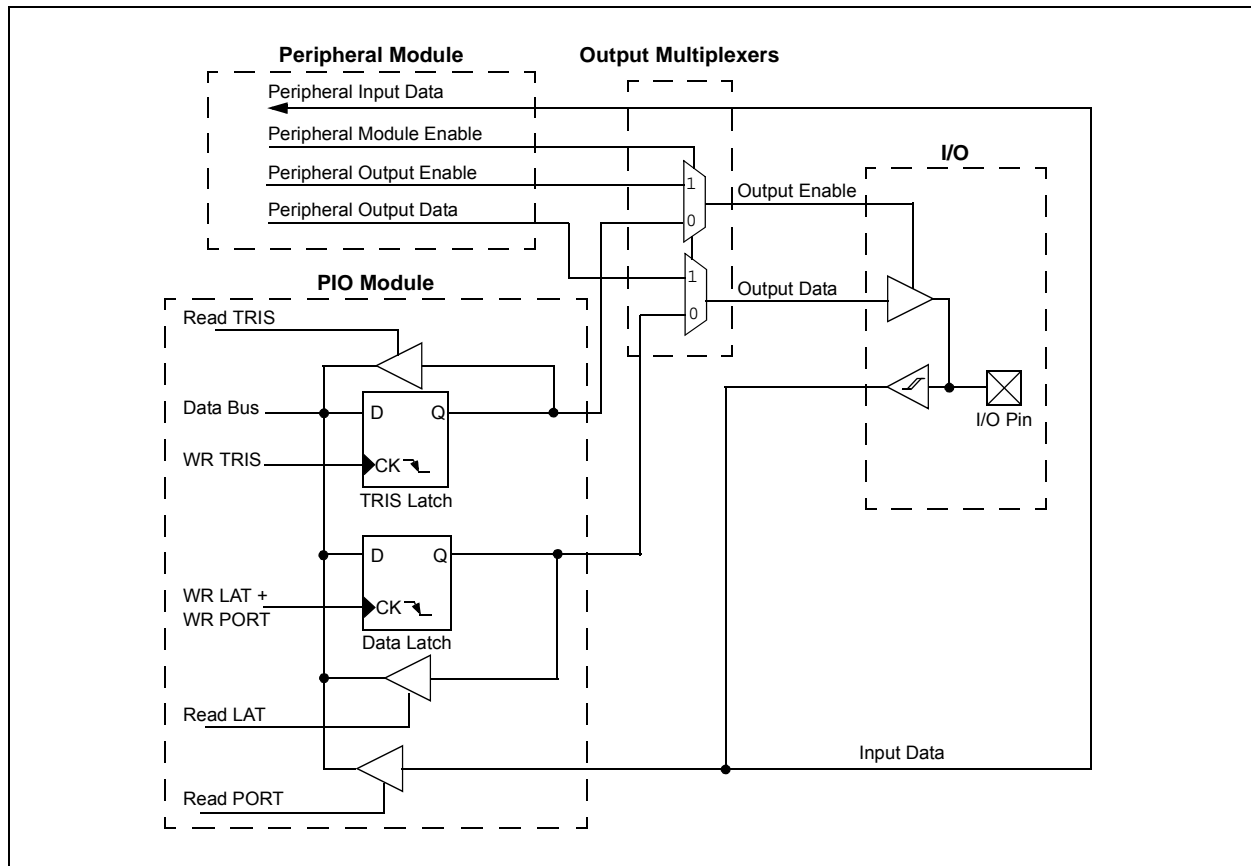 Peripheral Module
Output Multiplexers
Peripheral Input Data
Peripheral Module Enable
Peripheral Output Enable
Peripheral Output Data
1
0
1
0
Output Enable
Output Data
I/O
I/O Pin
PIO Module
Read TRIS
Data Bus
D
Q
WR TRIS
CK
TRIS Latch
D
Q
WR LAT +
WR PORT
CK
Data Latch
Read LAT
Input Data
Read PORT